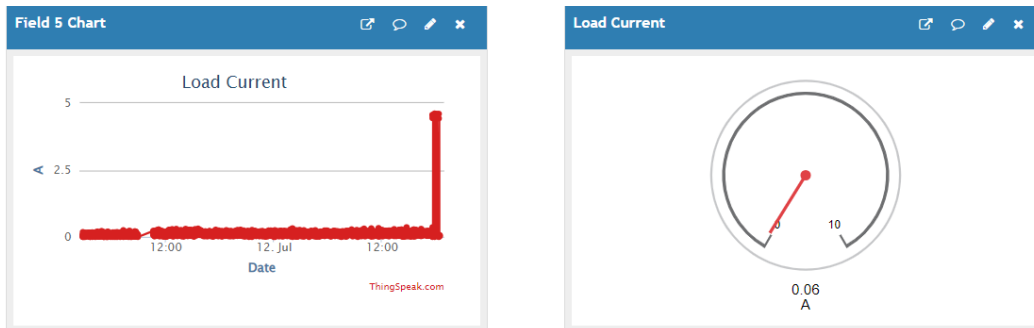 Field 5 Chart
Load Current
5
2.5
0
A
12:00
12. Jul
12:00
Date
ThingSpeak.com
Load Current
0
10
0.06
A